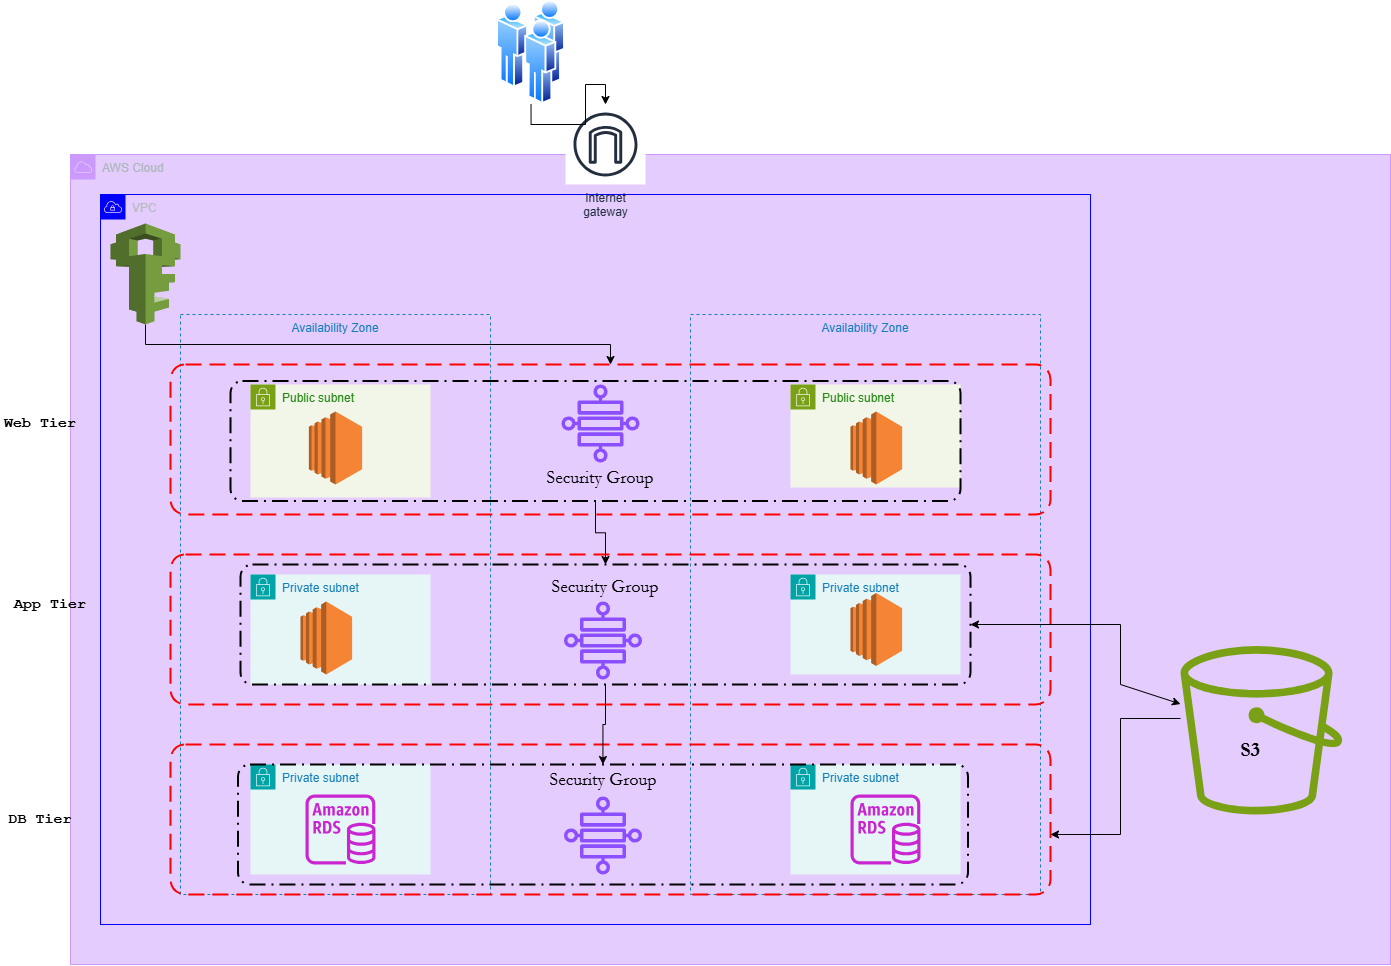 AWS Cloud
Internet
gateway
VPC
Availability Zone
Availability Zone
Web Tier
Public subnet
Public subnet
Security Group
App Tier
Private subnet
Security Group
Private subnet
S3
DB Tier
Private subnet
Security Group
Private subnet
Amazon
RDS
Amazon
RDS